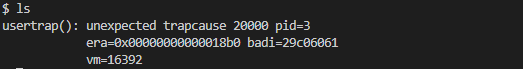 $ ls
usertrap(): unexpected trapcause 20000 pid=3
era=0x00000000000018b0 badi=29c06061
vm=16392